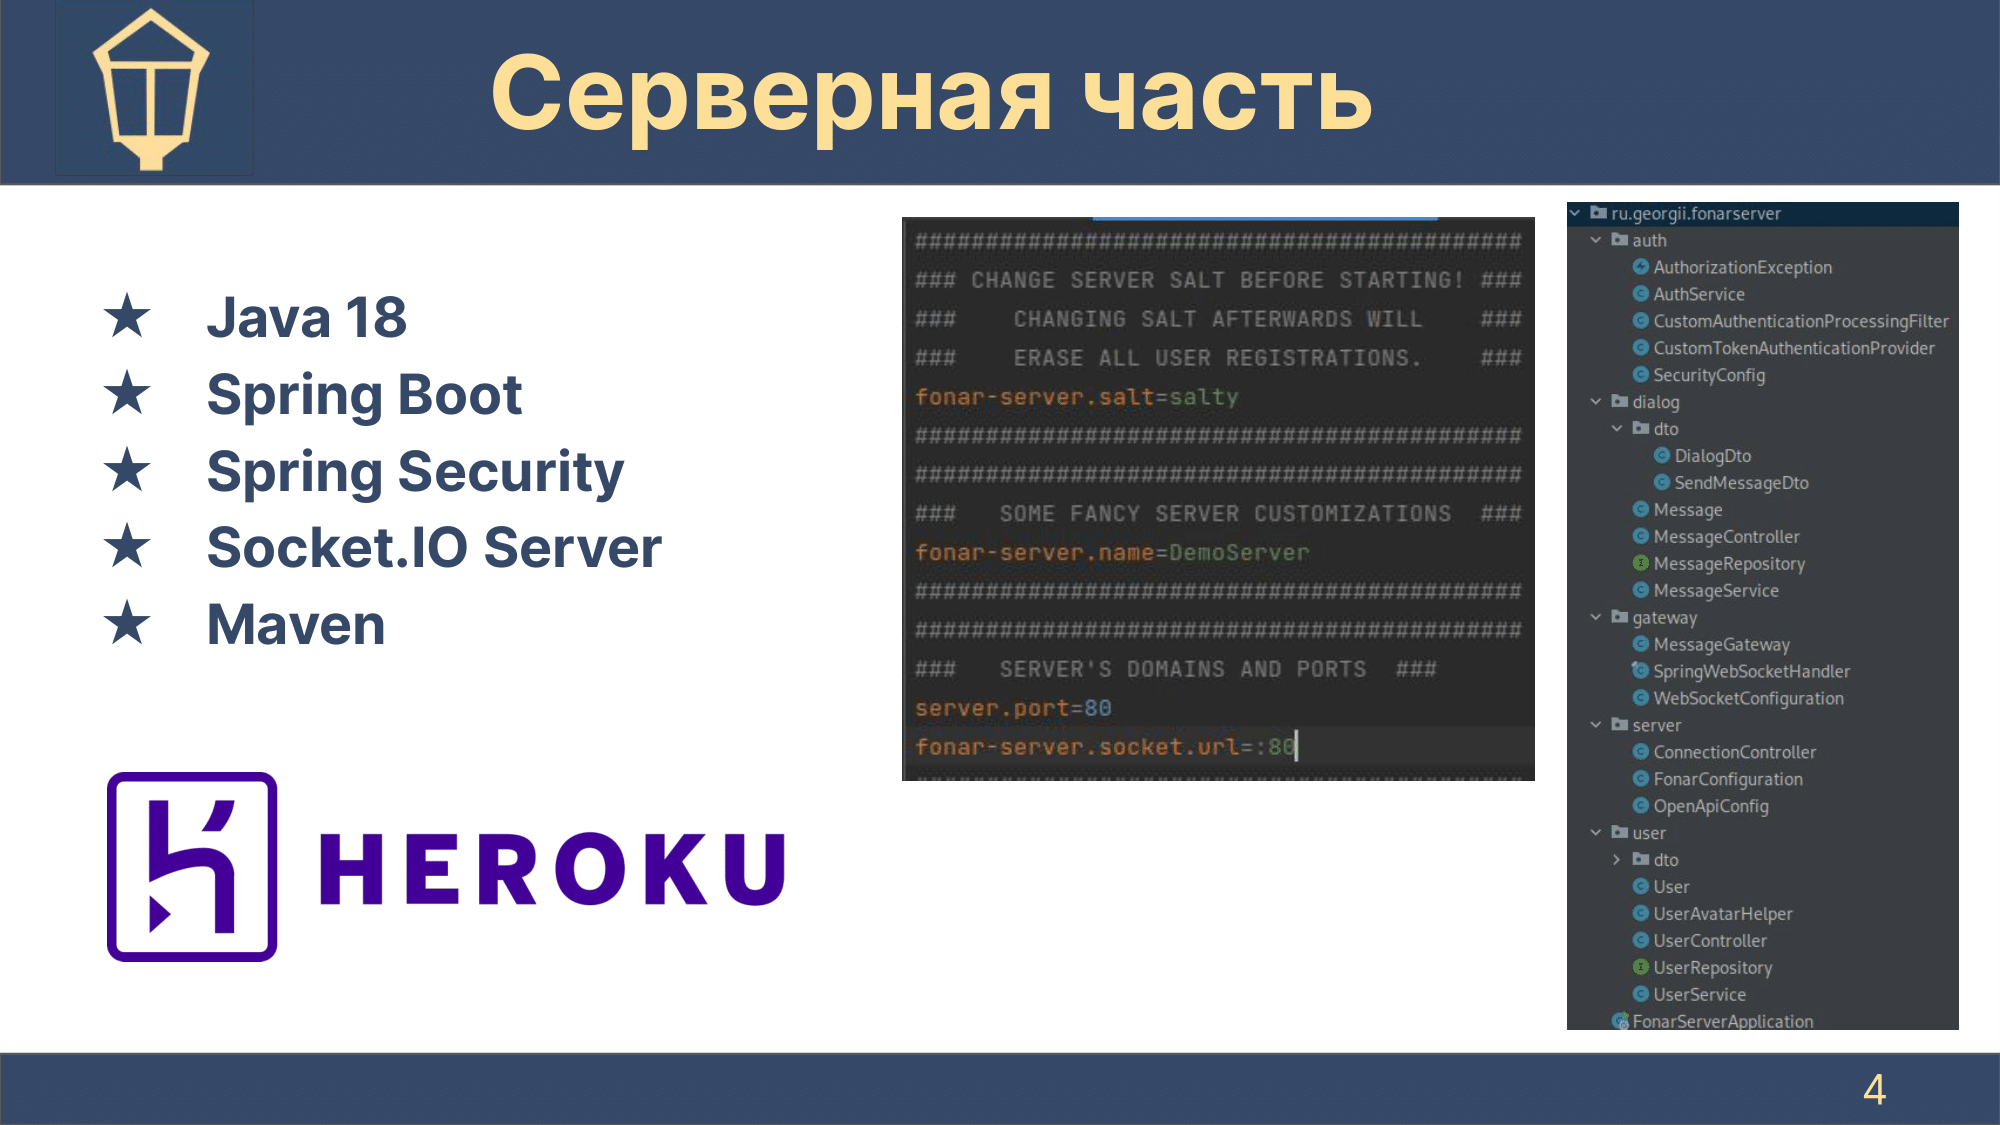 Серверная часть
★ Java 18
★ Spring Boot
★ Spring Security
★ Socket.IO Server
★ Maven
HEROKU
###########################################
### CHANGE SERVER SALT BEFORE STARTING! ###
### CHANGING SALT AFTERWARDS WILL ###
### ERASE ALL USER REGISTRATIONS. ###
fonar-server.salt=salty
###########################################
###########################################
### SOME FANCY SERVER CUSTOMIZATIONS ###
fonar-server.name=DemoServer
###########################################
###########################################
### SERVER'S DOMAINS AND PORTS ###
server.port=80
fonar-server.socket.url=:80
ru.georgii.fonarserver
auth
AuthorizationException
AuthService
CustomAuthenticationProcessingFilter
CustomTokenAuthenticationProvider
SecurityConfig
dialog
dto
DialogDto
SendMessageDto
Message
MessageController
MessageRepository
MessageService
gateway
MessageGateway
SpringWebSocketHandler
WebSocketConfiguration
server
ConnectionController
FonarConfiguration
OpenApiConfig
user
dto
User
UserAvatarHelper
UserController
UserRepository
UserService
FonarServerApplication
4